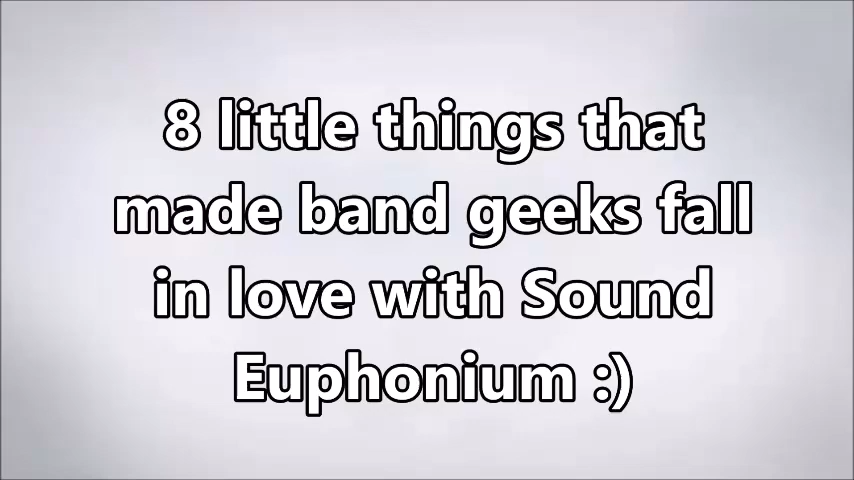 8 little things that
made band geeks fall
in love with Sound
Euphonium :)